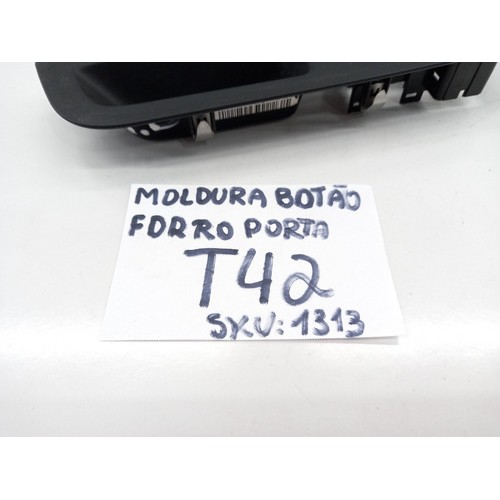 MOLDURA BOTÃO
FORRO PORTA
T42
SKU: 1313